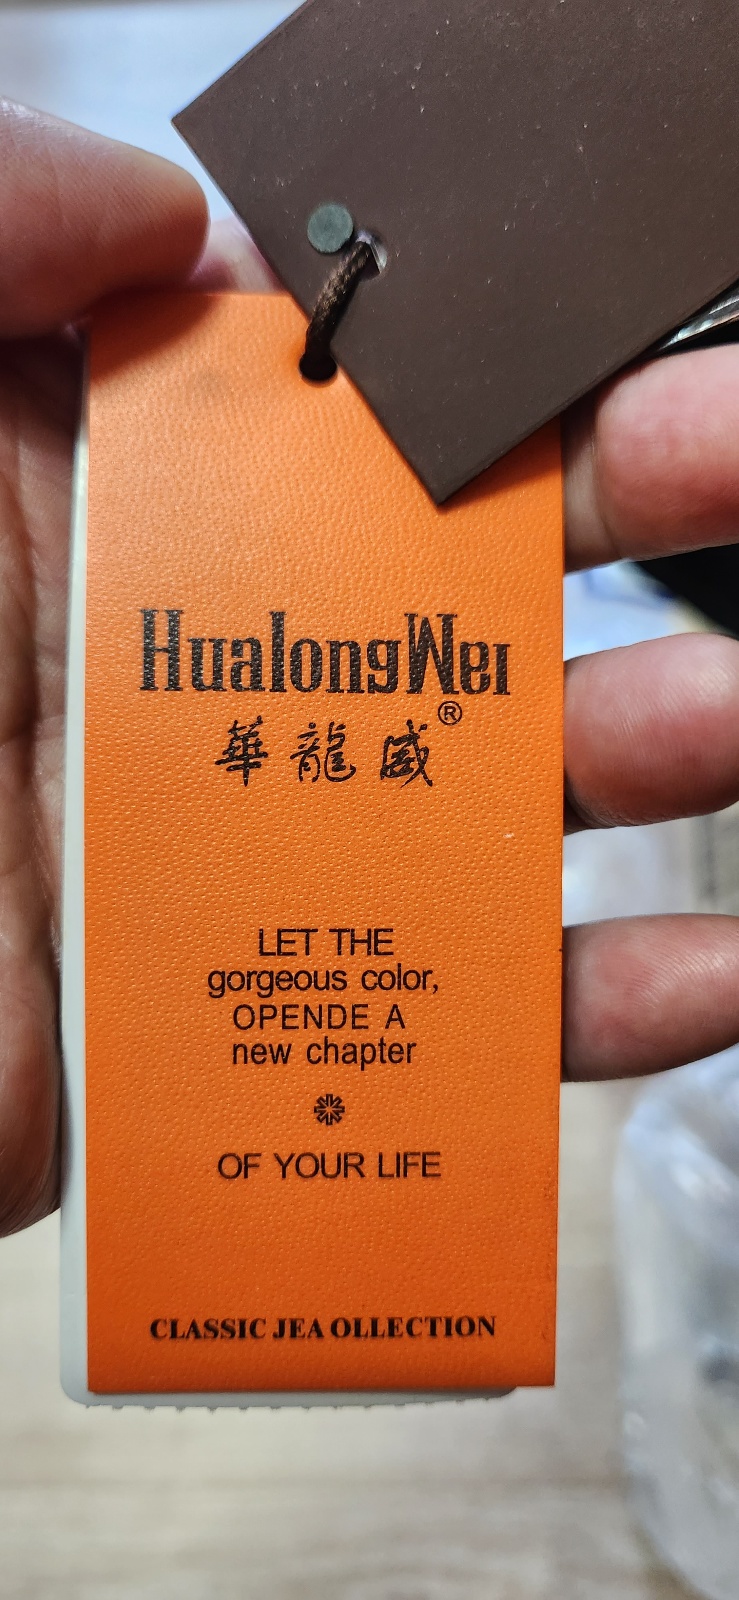 HualongWei
®
華龍威
LET THE
gorgeous color,
OPENDE A
new chapter
OF YOUR LIFE
CLASSIC JEA OLLECTION